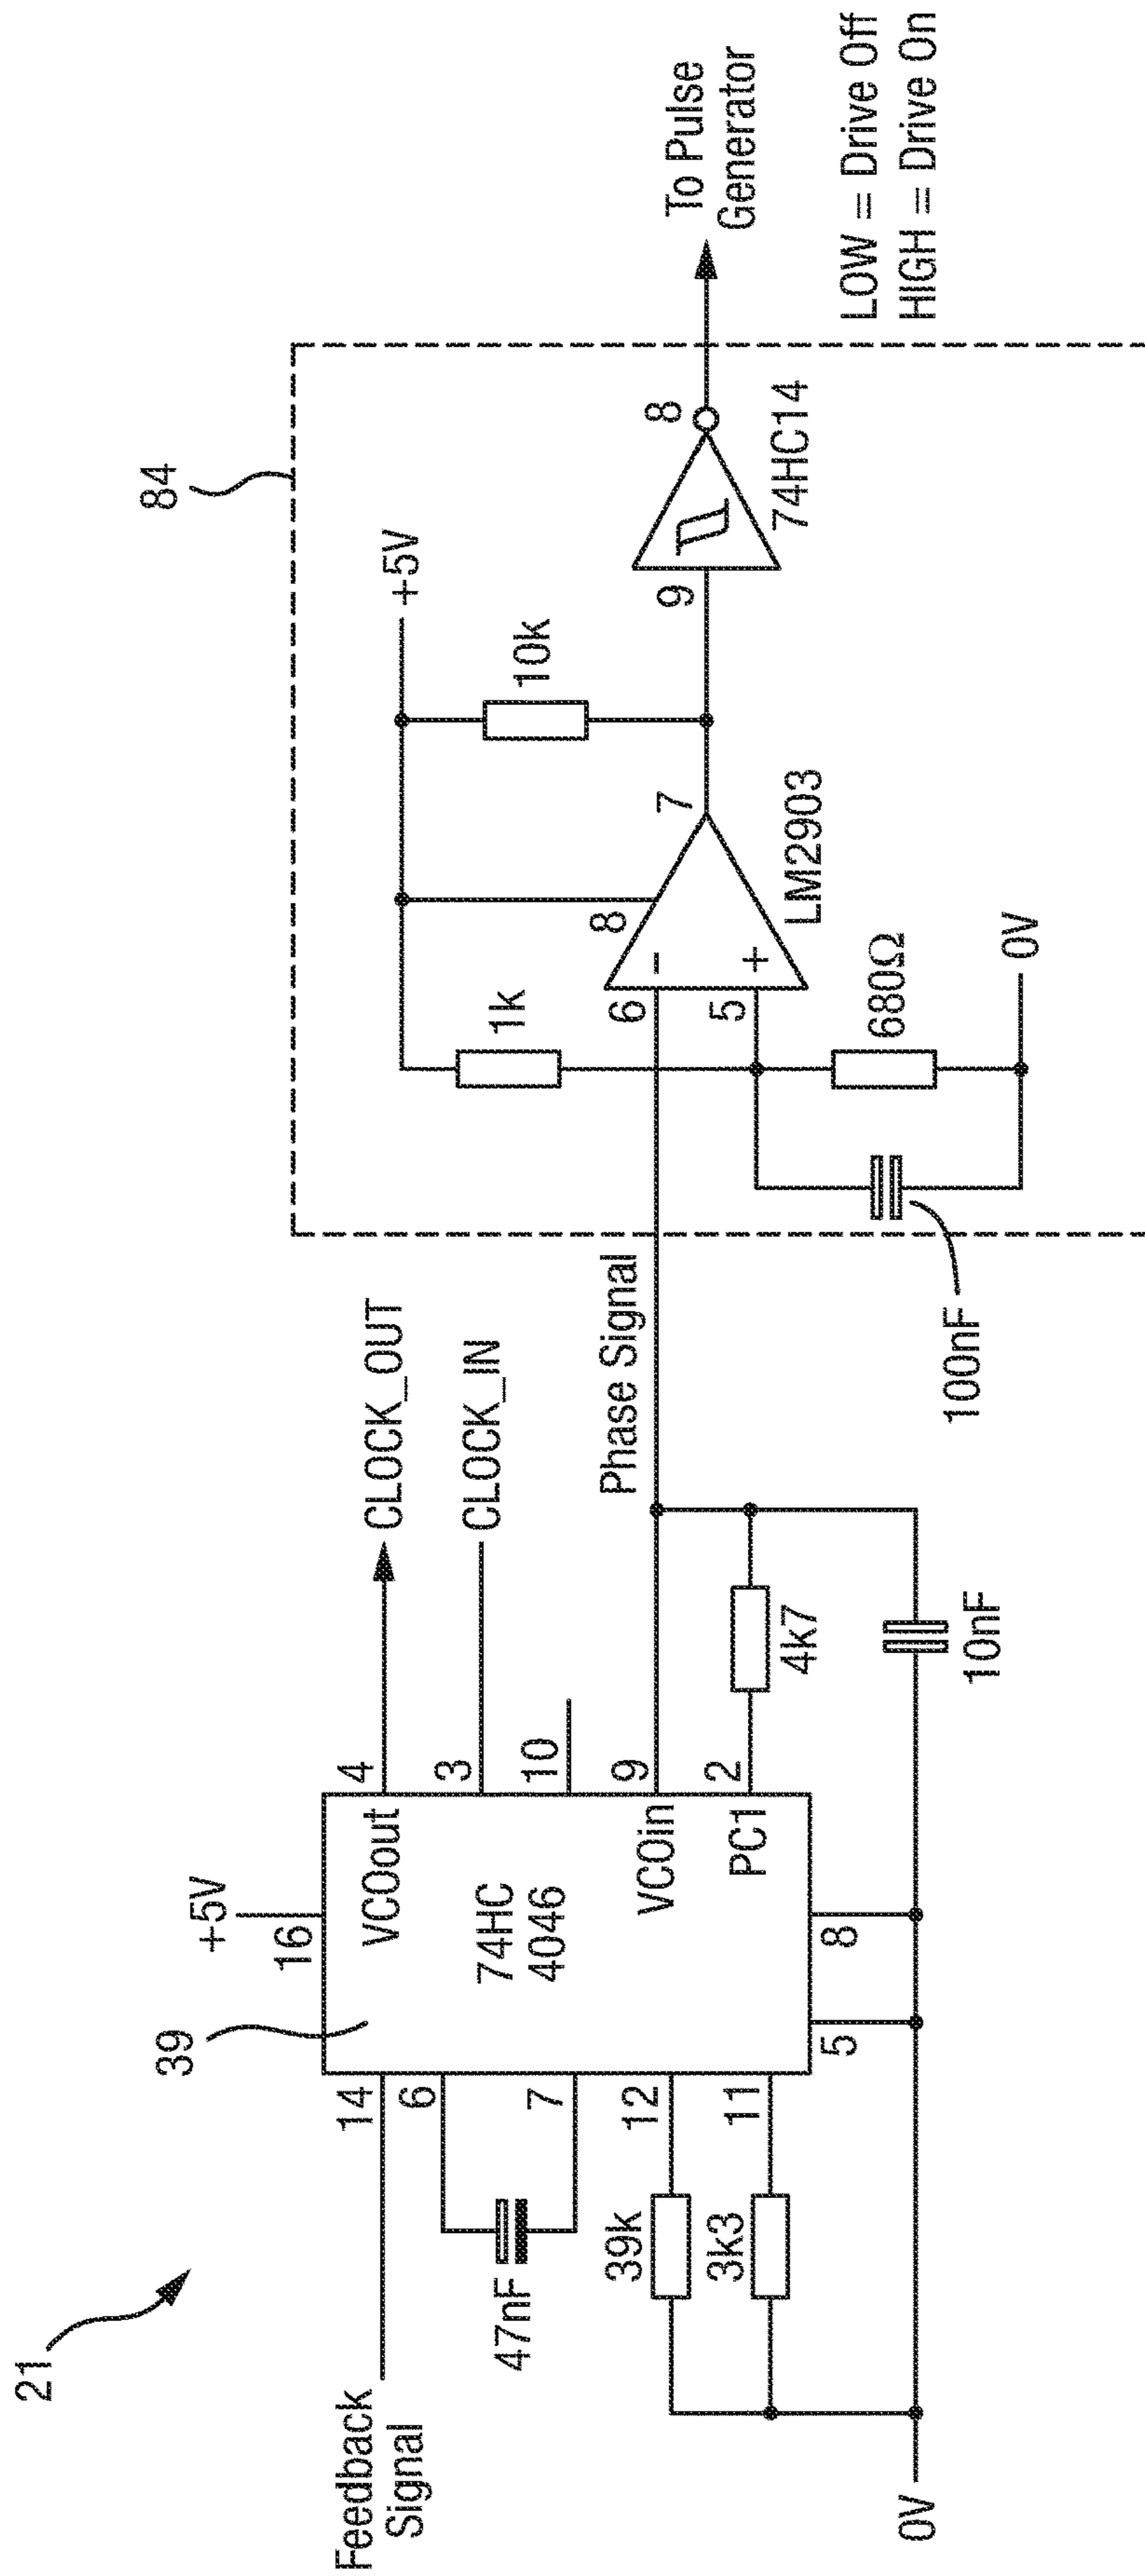 21
39
84
Feedback
Signal
14
6
7
12
11
47nF
39k
3k3
0V
+5V
16
VCOout
74HC
4046
VCOin
PC1
5
8
4
3
10
9
2
CLOCK_OUT
CLOCK_IN
4k7
10nF
Phase Signal
100nF
1k
6
5
−
+
8
7
LM2903
680Ω
0V
+5V
10k
9
8
74HC14
To Pulse
Generator
LOW = Drive Off
HIGH = Drive On